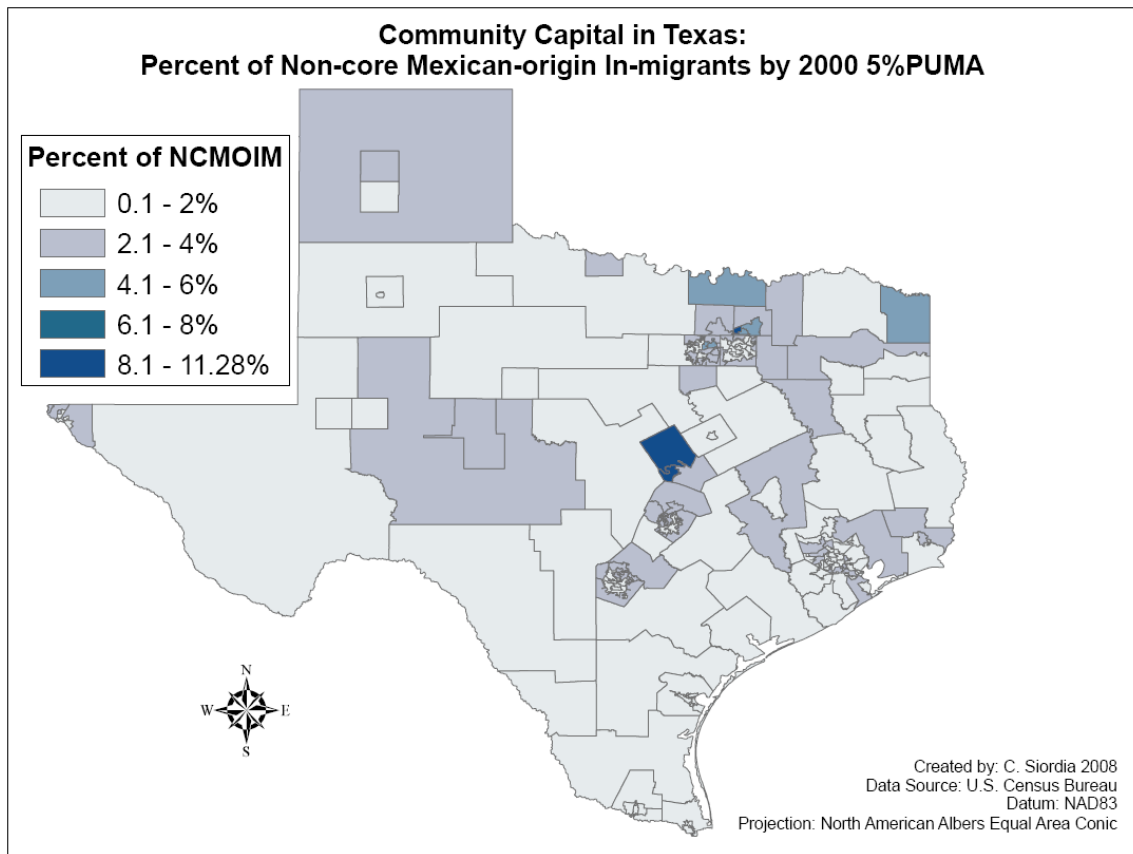 Community Capital in Texas:
Percent of Non-core Mexican-origin In-migrants by 2000 5%PUMA
Percent of NCMOIM
0.1 - 2%
2.1 - 4%
4.1 - 6%
6.1 - 8%
8.1 - 11.28%
N
W
E
S
Created by: C. Siordia 2008
Data Source: U.S. Census Bureau
Datum: NAD83
Projection: North American Albers Equal Area Conic